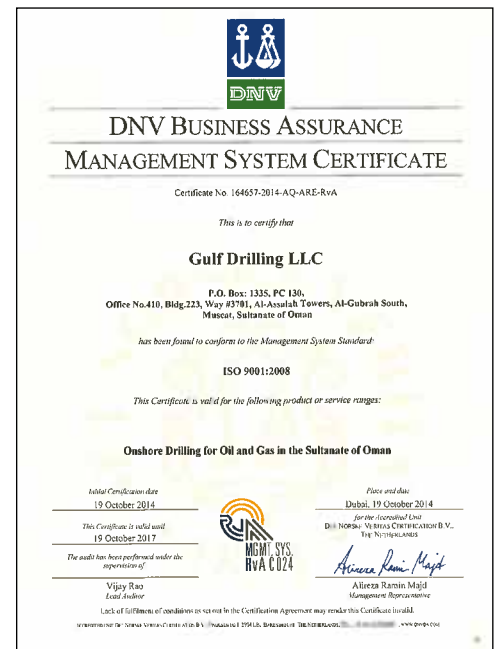 DNV
DNV BUSINESS ASSURANCE
MANAGEMENT SYSTEM CERTIFICATE
Certificate No. 164657-2014-AQ-ARE-RvA
This is to certify that
Gulf Drilling LLC
P.O. Box: 1335, PC 130,
Office No.410, Bldg.223, Way #3701, Al-Assalah Towers, Al-Gubrah South,
Muscat, Sultanate of Oman
has been found to conform to the Management System Standard:
ISO 9001:2008
This Certificate is valid for the following product or service ranges:
Onshore Drilling for Oil and Gas in the Sultanate of Oman
Initial Certification date
19 October 2014
This Certificate is valid until
19 October 2017
The audit has been performed under the
supervision of
Vijay Rao
Lead Auditor
RvA
MGMT. SYS.
RvA C 024
Place and date
Dubai, 19 October 2014
for the Accredited Unit
NORSKE VERITAS CERTIFICATION B.V.,
THE NETHERLANDS
Alireza Ramin Majd
Alireza Ramin Majd
Management Representative
Lack of fulfilment of conditions as set out in the Certification Agreement may render this Certificate invalid.
THE NETHERLANDS,